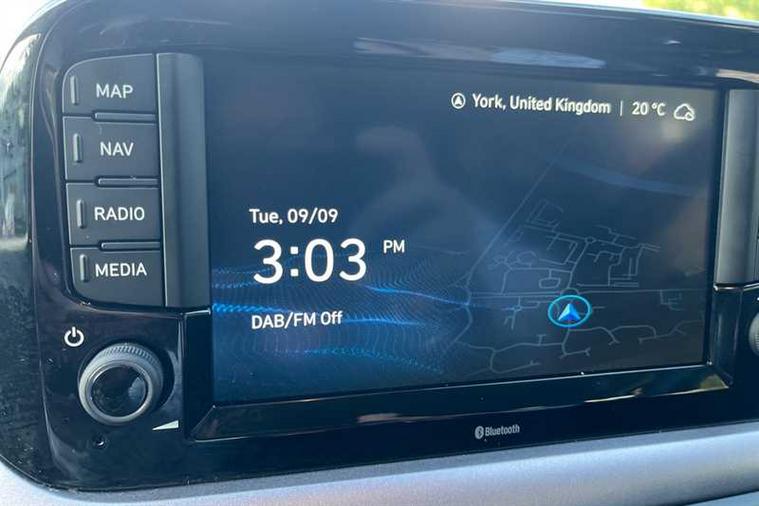 MAP
NAV
RADIO
MEDIA
York, United Kingdom | 20 °C
Tue, 09/09
3:03 PM
DAB/FM Off
Bluetooth